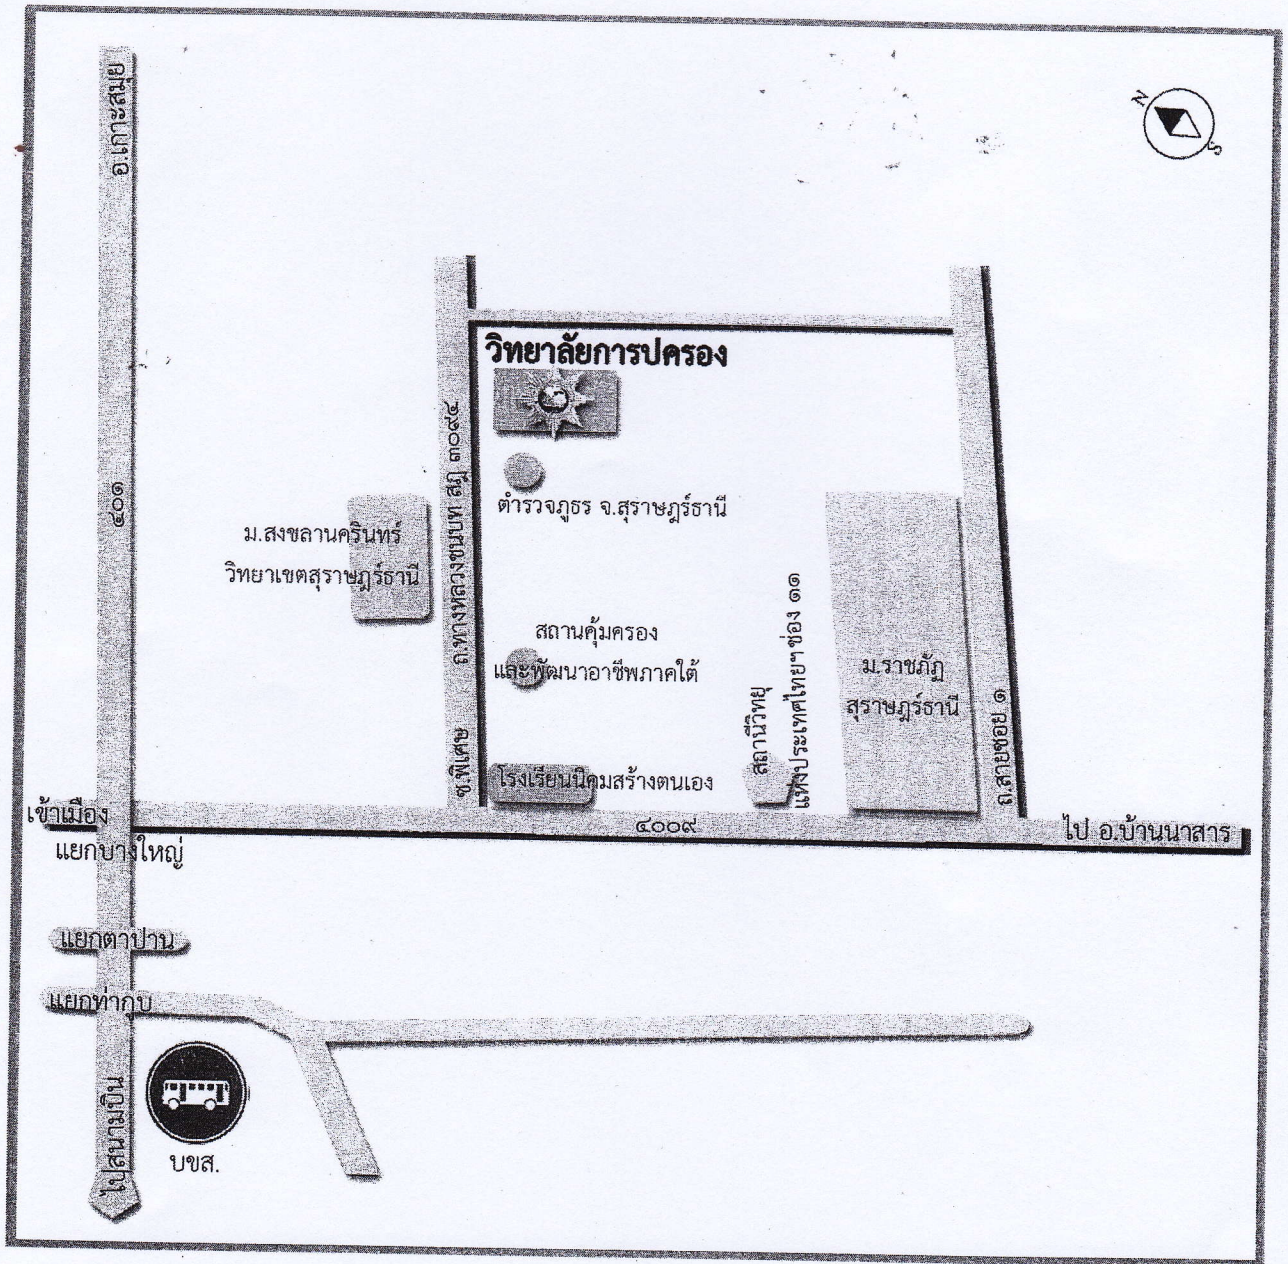 อ.เกาะสมุย
N
S
วิทยาลัยการปครอง
ถ.ทางหลวงชนบท สฎ ๓๐๙๔
๔๐๑
ตำรวจภูธร จ.สุราษฎร์ธานี
ม.สงขลานครินทร์
วิทยาเขตสุราษฎร์ธานี
สถานคุ้มครอง
และพัฒนาอาชีพภาคใต้
สถานีวิทยุ
แห่งประเทศไทยฯช่อง ๑๑
ม.ราชภัฏ
สุราษฎร์ธานี
ถ.สายซอย ๑
ซ.พิเศษ
โรงเรียนนิคมสร้างตนเอง
เข้าเมือง
๔๐๐๙
ไป อ.บ้านนาสาร
แยกบางใหญ่
แยกตาปาน
แยกท่ากูบ
ไปสนามบิน
บขส.